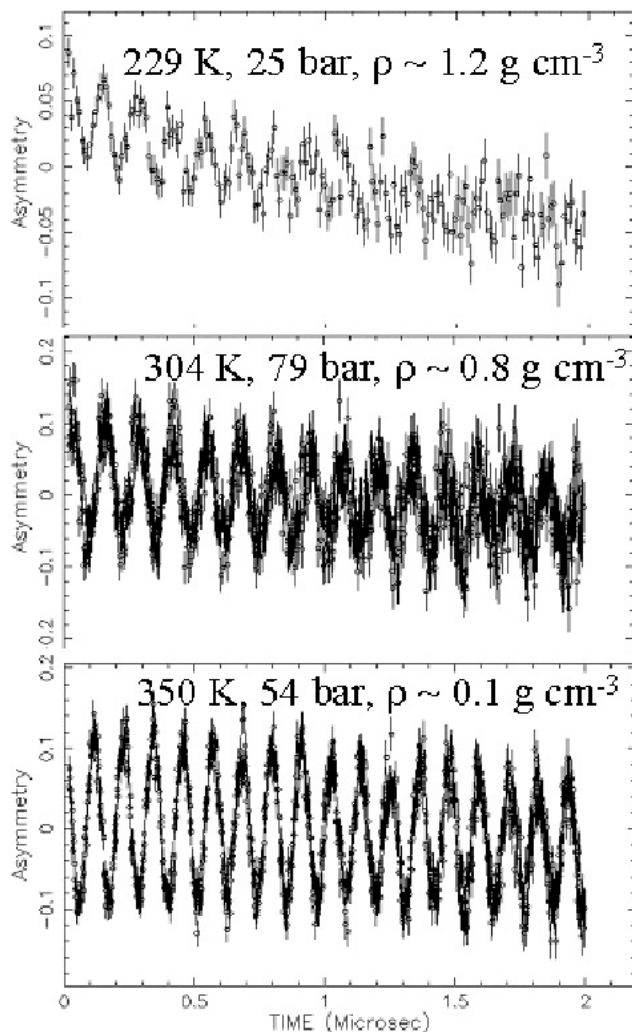 229 K, 25 bar, ρ ~ 1.2 g cm-3
Asymmetry
0.1
0.05
0
-0.05
-0.1
304 K, 79 bar, ρ ~ 0.8 g cm-3
Asymmetry
0.2
0.1
0
-0.1
-0.2
350 K, 54 bar, ρ ~ 0.1 g cm-3
Asymmetry
0.2
0.1
0
-0.1
0
0.5
1
1.5
2
TIME (Microsec)